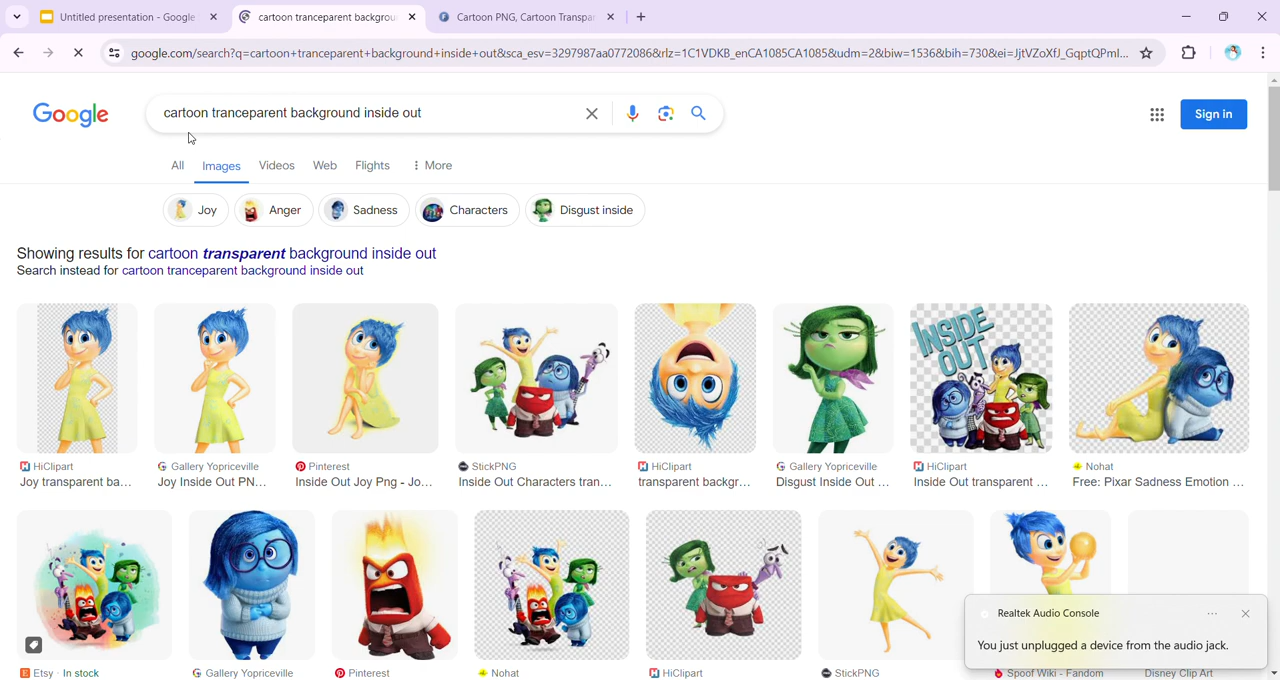 Untitled presentation - Google
cartoon tranceparent backgrou
Cartoon PNG, Cartoon Transpa
google.com/search?q=cartoon+tranceparent+background+inside+out&sca_esv=3297987aa0772086&rlz=1C1VDKB_enCA1085CA1085&udm=2&biw=1536&bih=730&ei=JjtVZoXfJ_GqptQPml...
Google
cartoon tranceparent background inside out
Sign in
All Images Videos Web Flights More
Joy Anger Sadness Characters Disgust inside
Showing results for cartoon transparent background inside out
Search instead for cartoon tranceparent background inside out
INSIDE OUT
HiClipart Gallery Yopriceville Pinterest StickPNG HiClipart Gallery Yopriceville HiClipart Nohat
Joy transparent ba... Joy Inside Out PN... Inside Out Joy Png - Jo... Inside Out Characters tran... transparent backgr... Disgust Inside Out ... Inside Out transparent ... Free: Pixar Sadness Emotion ...
Realtek Audio Console
You just unplugged a device from the audio jack.
Etsy · In stock Gallery Yopriceville Pinterest Nohat HiClipart StickPNG Spoof Wiki - Fandom Disney Clip Art